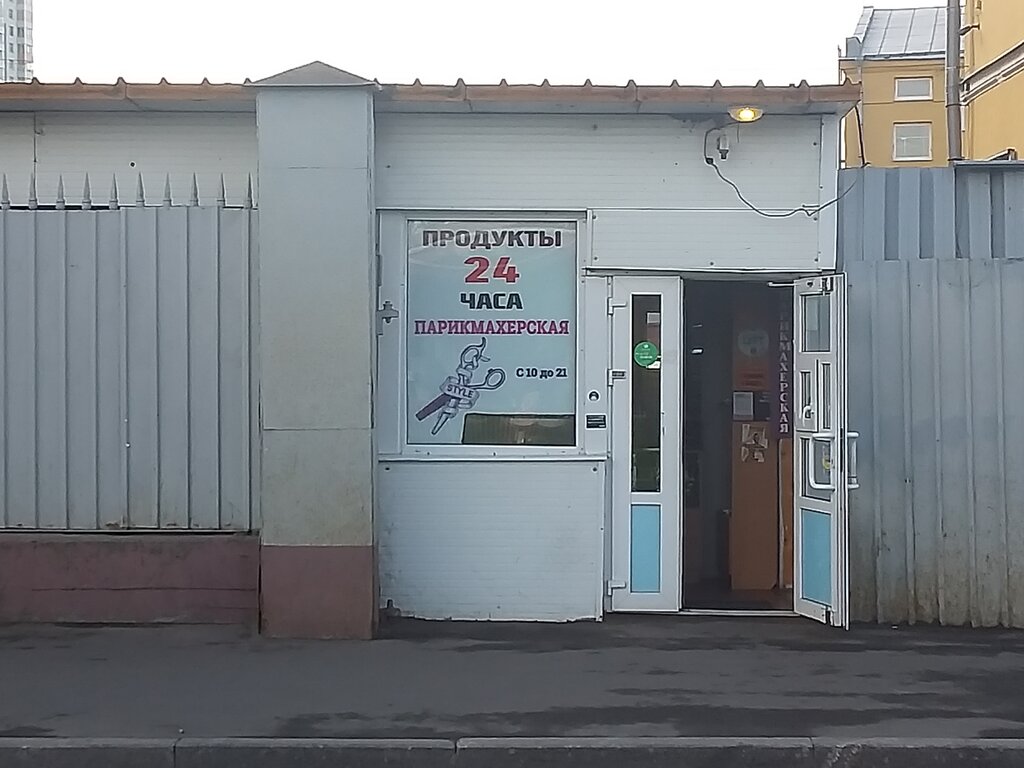 ПРОДУКТЫ
24
ЧАСА
ПАРИКМАХЕРСКАЯ
С 10 до 21
STYLE